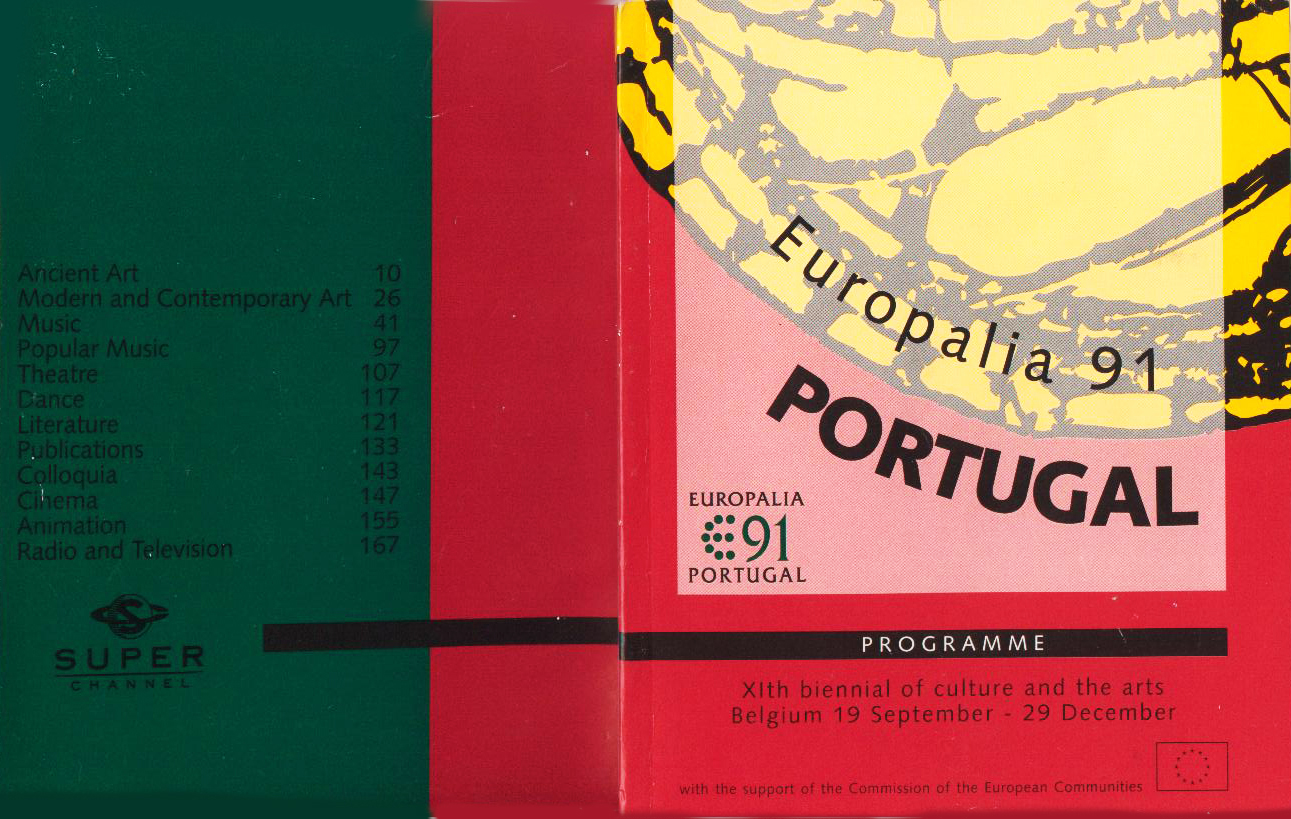 Ancient Art 10
Modern and Contemporary Art 26
Music 41
Popular Music 97
Theatre 107
Dance 117
Literature 121
Publications 133
Colloquia 143
Cinema 147
Animation 155
Radio and Television 167
S
SUPER
CHANNEL
Europalia 91
PORTUGAL
EUROPALIA
91
PORTUGAL
PROGRAMME
XIth biennial of culture and the arts
Belgium 19 September - 29 December
with the support of the Commission of the European Communities